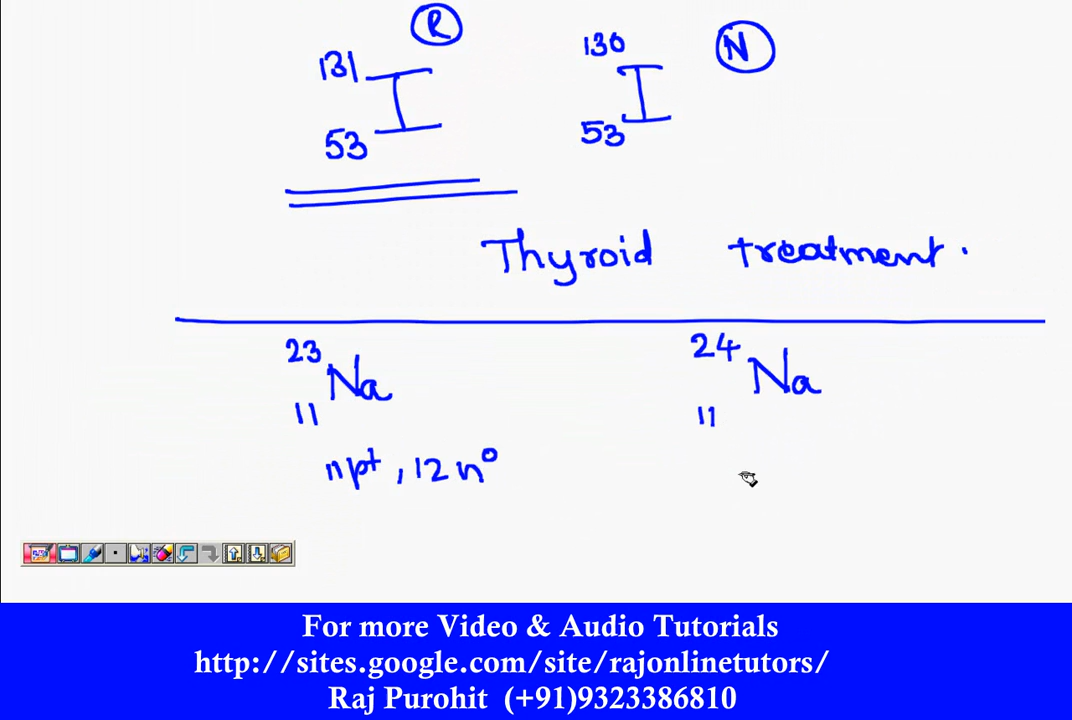 R N
131 I 130 I
53 53
Thyroid treatment.
23 Na 24 Na
11 11
11p+, 12n0
For more Video & Audio Tutorials
http://sites.google.com/site/rajonlinetutors/
Raj Purohit (+91)9323386810